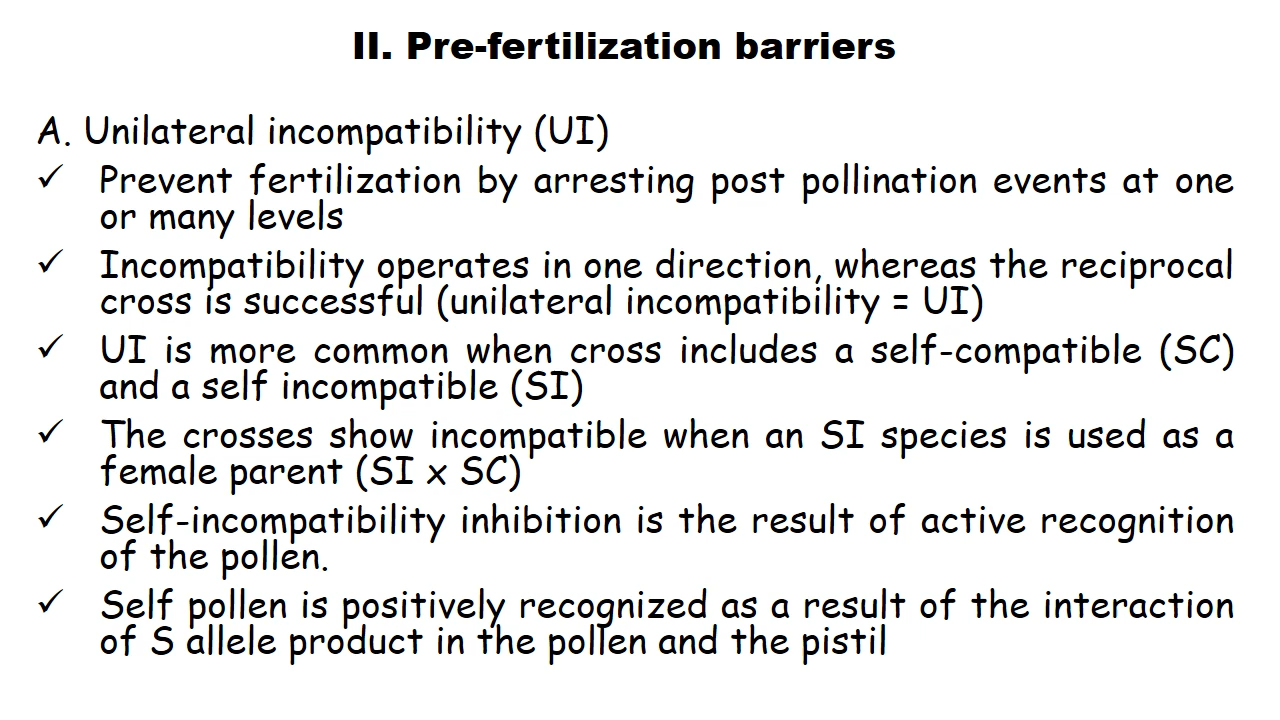 II. Pre-fertilization barriers
A. Unilateral incompatibility (UI)
✓ Prevent fertilization by arresting post pollination events at one
or many levels
✓ Incompatibility operates in one direction, whereas the reciprocal
cross is successful (unilateral incompatibility = UI)
✓ UI is more common when cross includes a self-compatible (SC)
and a self incompatible (SI)
✓ The crosses show incompatible when an SI species is used as a
female parent (SI x SC)
✓ Self-incompatibility inhibition is the result of active recognition
of the pollen.
✓ Self pollen is positively recognized as a result of the interaction
of S allele product in the pollen and the pistil